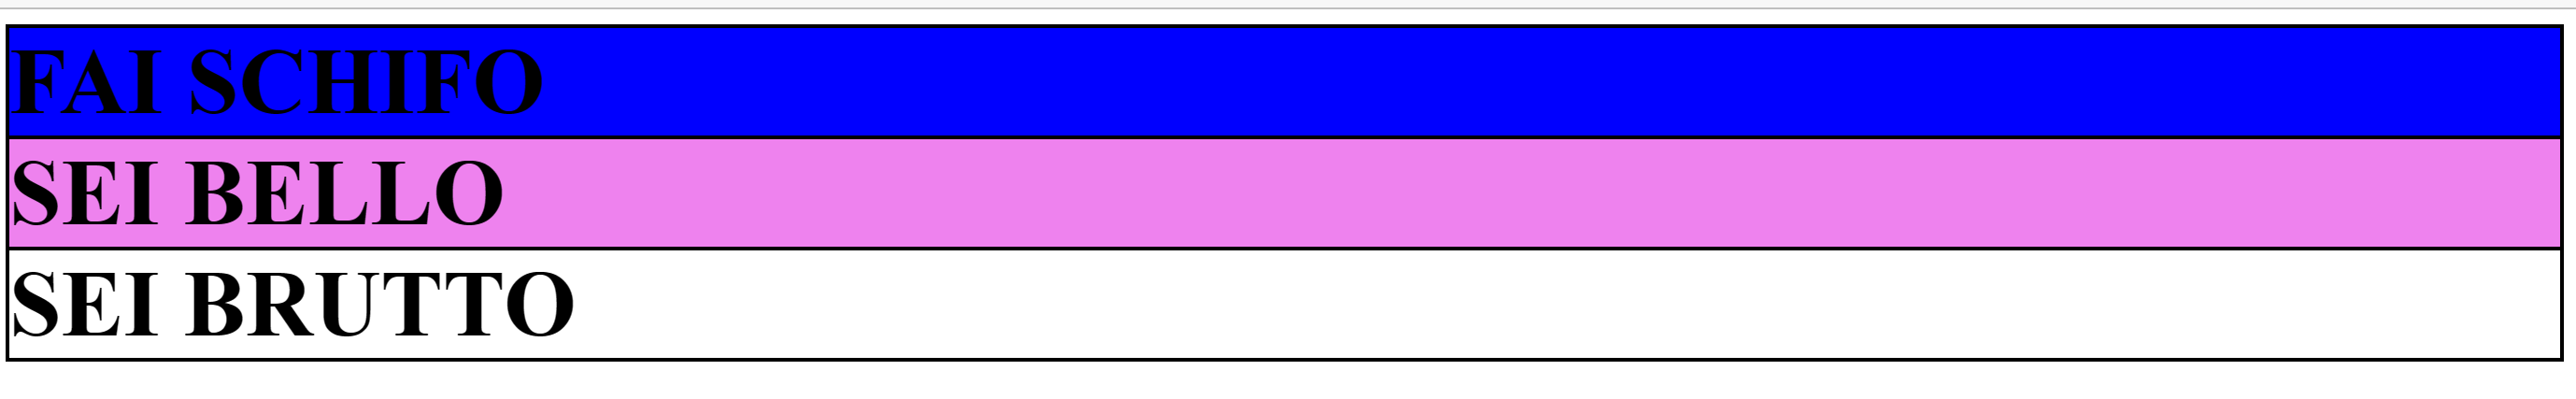 FAI SCHIFO
SEI BELLO
SEI BRUTTO